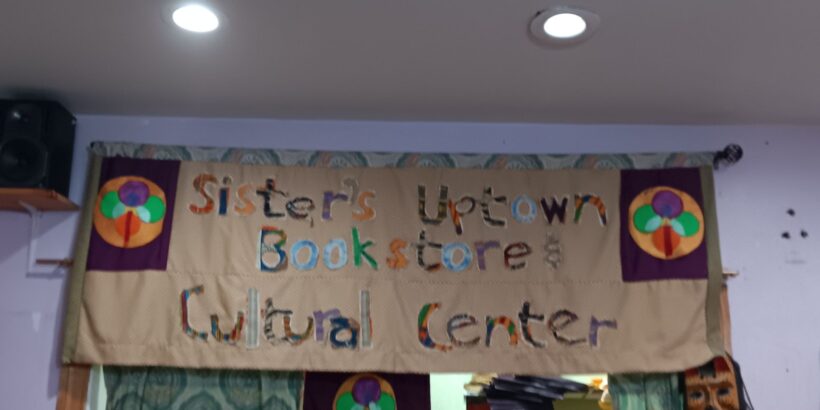 Sister's Uptown
Bookstore &
Cultural Center